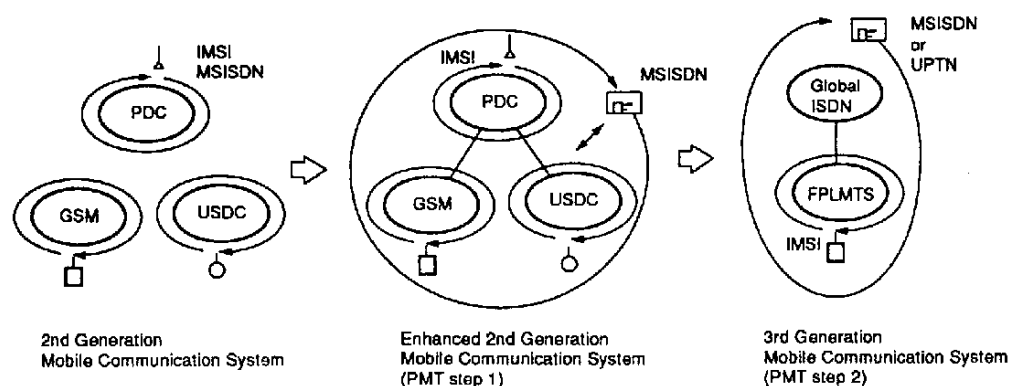 IMSI
MSISDN
PDC
GSM
USDC
2nd Generation
Mobile Communication System
IMSI
PDC
MSISDN
GSM
USDC
Enhanced 2nd Generation
Mobile Communication System
(PMT step 1)
MSISDN
or
UPTN
Global
ISDN
FPLMTS
IMSI
3rd Generation
Mobile Communication System
(PMT step 2)